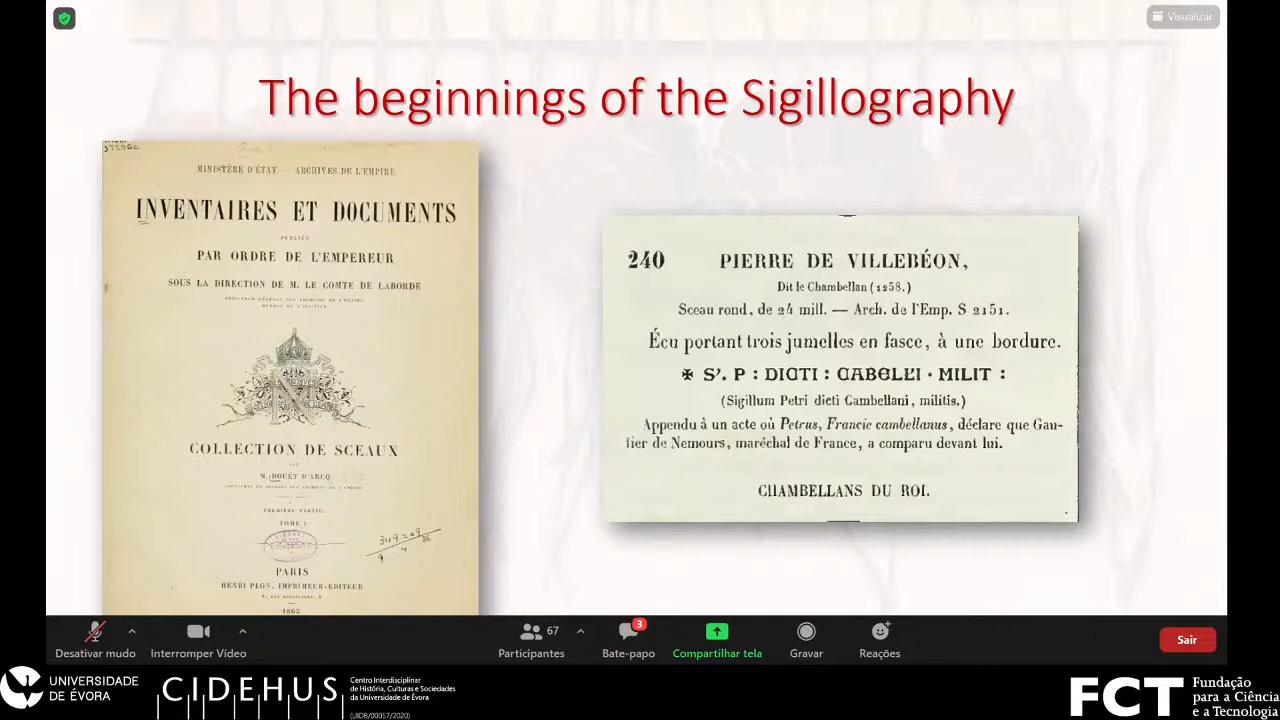 Visualizar
The beginnings of the Sigillography
MINISTÈRE D'ÉTAT. — ARCHIVES DE L'EMPIRE
INVENTAIRES ET DOCUMENTS
PUBLIÉS
PAR ORDRE DE L'EMPEREUR
SOUS LA DIRECTION DE M. LE COMTE DE LABORDE
COLLECTION DE SCEAUX
PAR
M. DOUËT D'ARCQ
PREMIÈRE PARTIE
TOME I
PARIS
HENRI PLON, IMPRIMEUR-ÉDITEUR
1863
240 PIERRE DE VILLEBÉON,
Dit le Chambellan (1258.)
Sceau rond, de 24 mill. — Arch. de l'Emp. S 2151.
Écu portant trois jumelles en fasce, à une bordure.
✠ S'. P : DICTI : CABELL'I · MILIT :
(Sigillum Petri dicti Cambellani, militis.)
Appendu à un acte où Petrus, Francie cambellanus, déclare que Gau-
tier de Nemours, maréchal de France, a comparu devant lui.
CHAMBELLANS DU ROI.
Desativar mudo
Interromper Vídeo
67
Participantes
3
Bate-papo
Compartilhar tela
Gravar
Reações
Sair
UNIVERSIDADE
DE ÉVORA
CIDEHUS
Centro Interdisciplinar
de História, Culturas e Sociedades
da Universidade de Évora
(UIDB/00057/2020)
FCT
Fundação
para a Ciência
e a Tecnologia